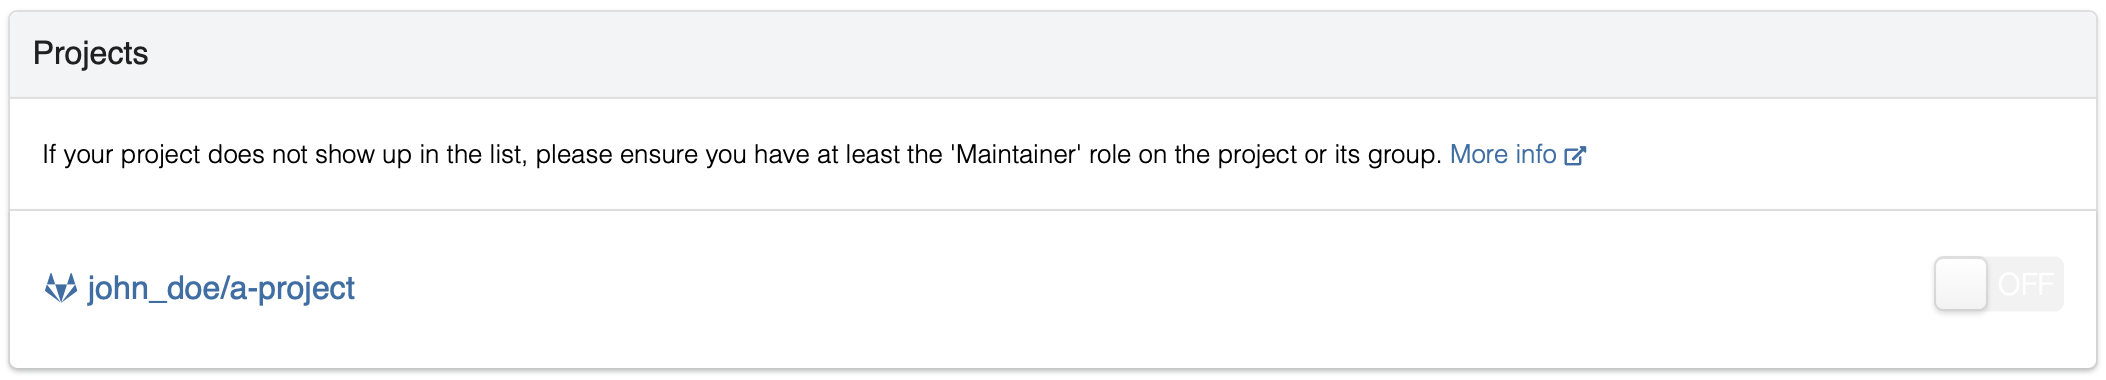 Projects
If your project does not show up in the list, please ensure you have at least the 'Maintainer' role on the project or its group. More info
john_doe/a-project
OFF